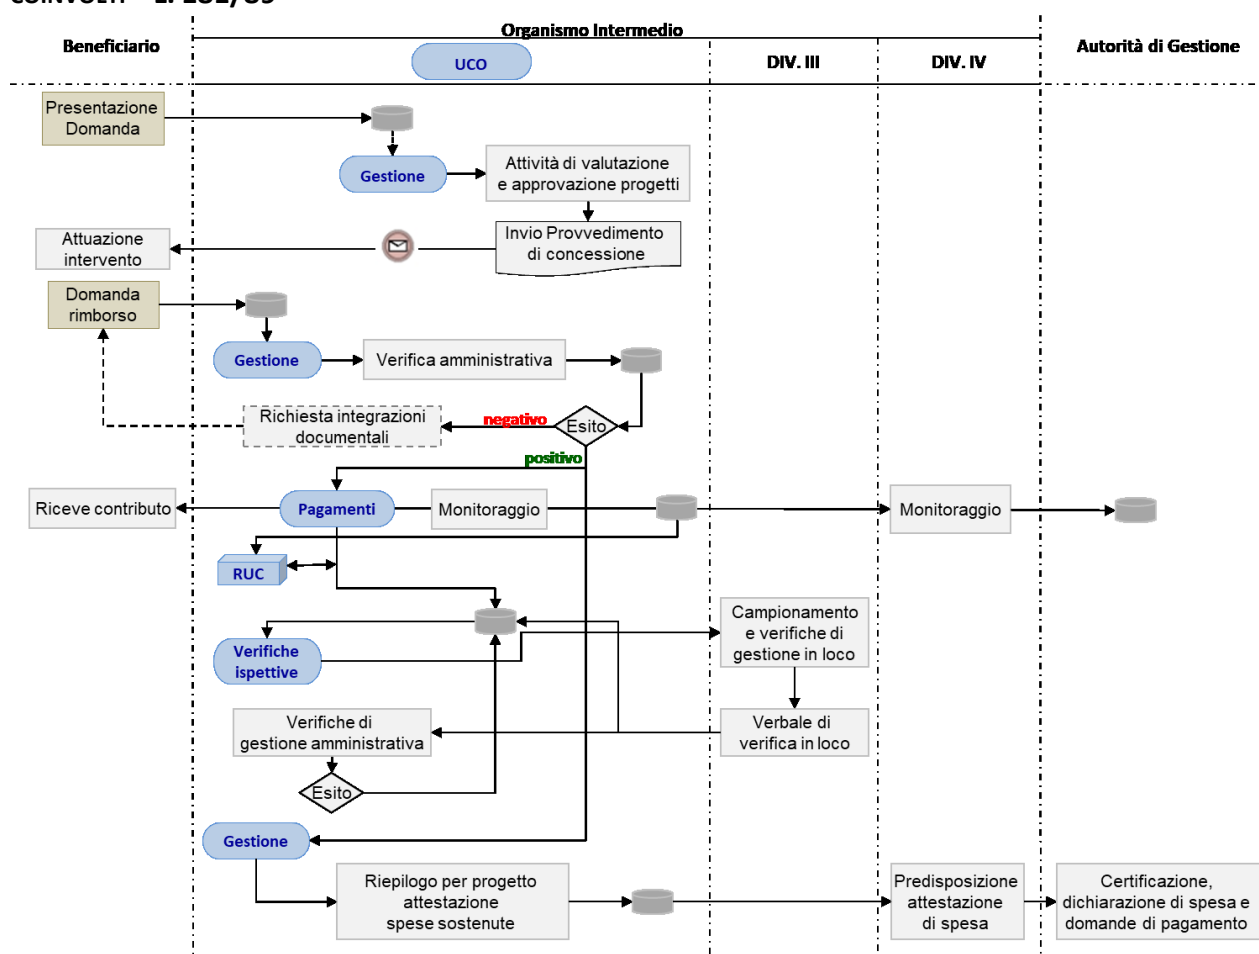 COINVOLTI – L. 181/89
Organismo Intermedio
Beneficiario
Autorità di Gestione
UCO
DIV. III
DIV. IV
Presentazione
Domanda
Gestione
Attività di valutazione
e approvazione progetti
Attuazione
intervento
Invio Provvedimento
di concessione
Domanda
rimborso
Gestione
Verifica amministrativa
Richiesta integrazioni
documentali
negativo
Esito
positivo
Riceve contributo
Pagamenti
Monitoraggio
Monitoraggio
RUC
Campionamento
e verifiche di
gestione in loco
Verifiche
ispettive
Verifiche di
gestione amministrativa
Verbale di
verifica in loco
Esito
Gestione
Riepilogo per progetto
attestazione
spese sostenute
Predisposizione
attestazione
di spesa
Certificazione,
dichiarazione di spesa e
domande di pagamento